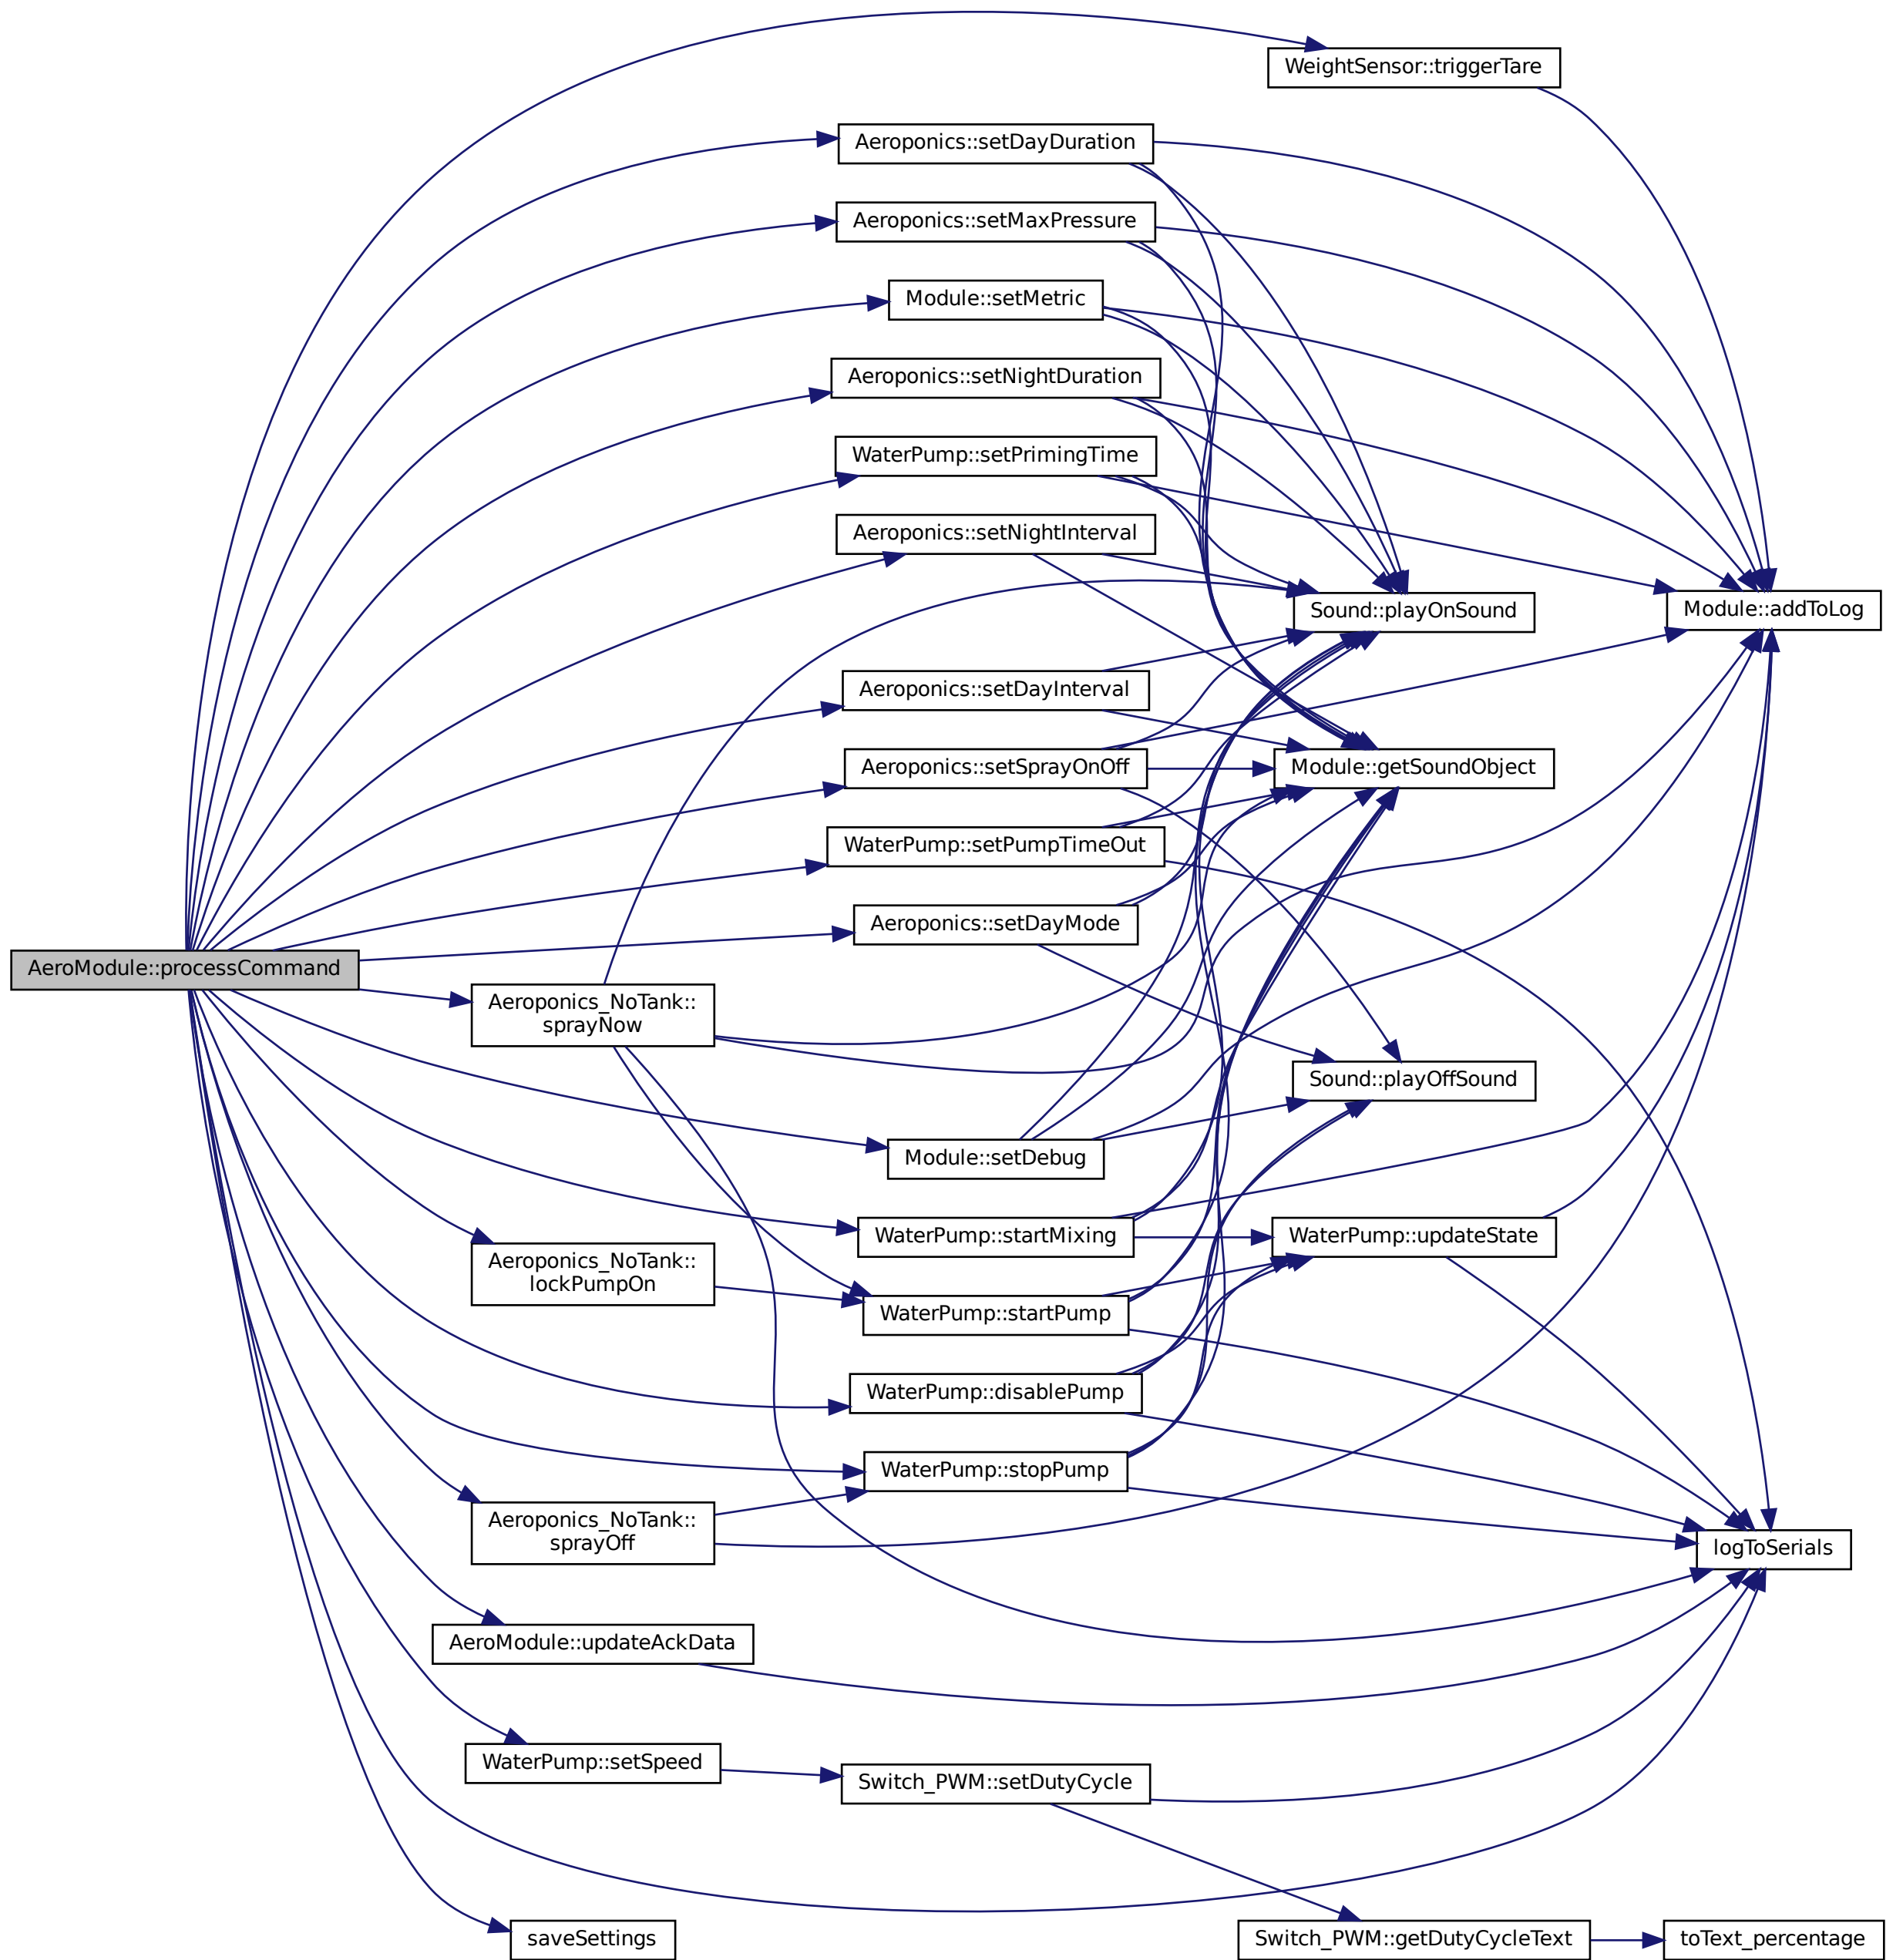 WeightSensor::triggerTare
Aeroponics::setDayDuration
Aeroponics::setMaxPressure
Module::setMetric
Aeroponics::setNightDuration
WaterPump::setPrimingTime
Aeroponics::setNightInterval
Sound::playOnSound
Module::addToLog
Aeroponics::setDayInterval
Aeroponics::setSprayOnOff
Module::getSoundObject
WaterPump::setPumpTimeOut
Aeroponics::setDayMode
AeroModule::processCommand
Aeroponics_NoTank::
sprayNow
Sound::playOffSound
Module::setDebug
WaterPump::startMixing
WaterPump::updateState
Aeroponics_NoTank::
lockPumpOn
WaterPump::startPump
WaterPump::disablePump
WaterPump::stopPump
Aeroponics_NoTank::
sprayOff
logToSerials
AeroModule::updateAckData
WaterPump::setSpeed
Switch_PWM::setDutyCycle
saveSettings
Switch_PWM::getDutyCycleText
toText_percentage